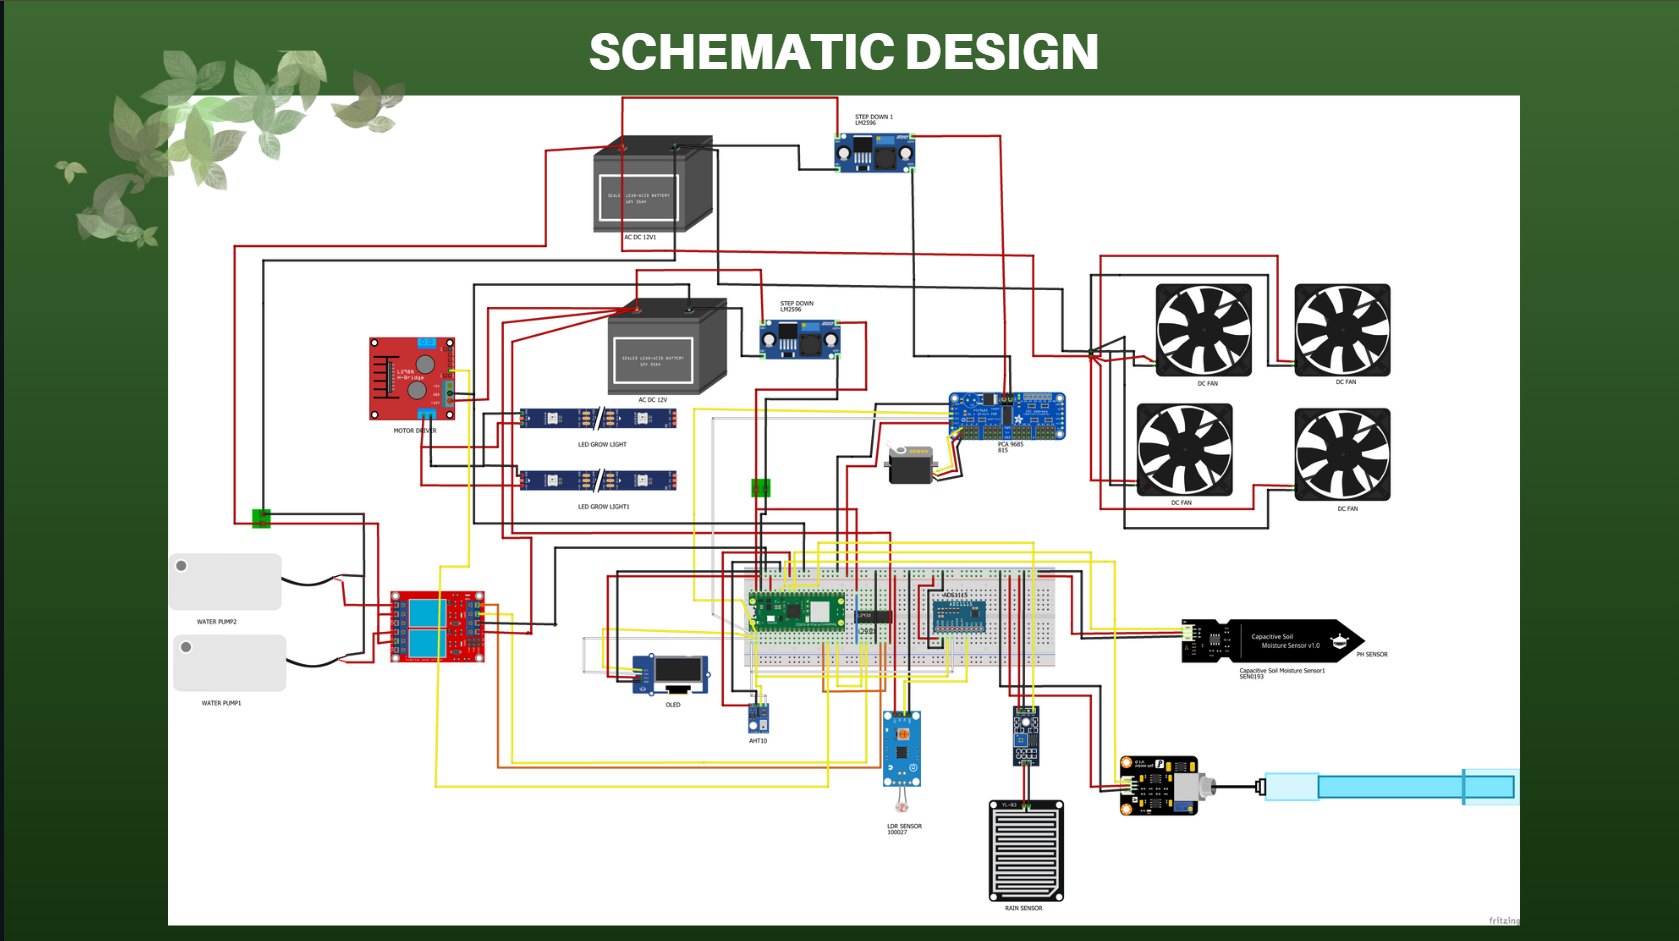 SCHEMATIC DESIGN
STEP DOWN 1
LM2596
SEALED LEAD-ACID BATTERY
12V 35AH
AC DC 12V1
STEP DOWN
LM2596
SEALED LEAD-ACID BATTERY
AC DC 12V
L298N
H-Bridge
MOTOR DRIVER
LED GROW LIGHT
LED GROW LIGHT1
PCA 9685
815
DC FAN
DC FAN
DC FAN
DC FAN
WATER PUMP2
WATER PUMP1
ADS1115
ADS1115
L293D
OLED
AHT10
LDR SENSOR
100027
Capacitive Soil
Moisture Sensor v1.0
PH SENSOR
Capacitive Soil Moisture Sensor1
SEN0193
YL-83
RAIN SENSOR
fritzing